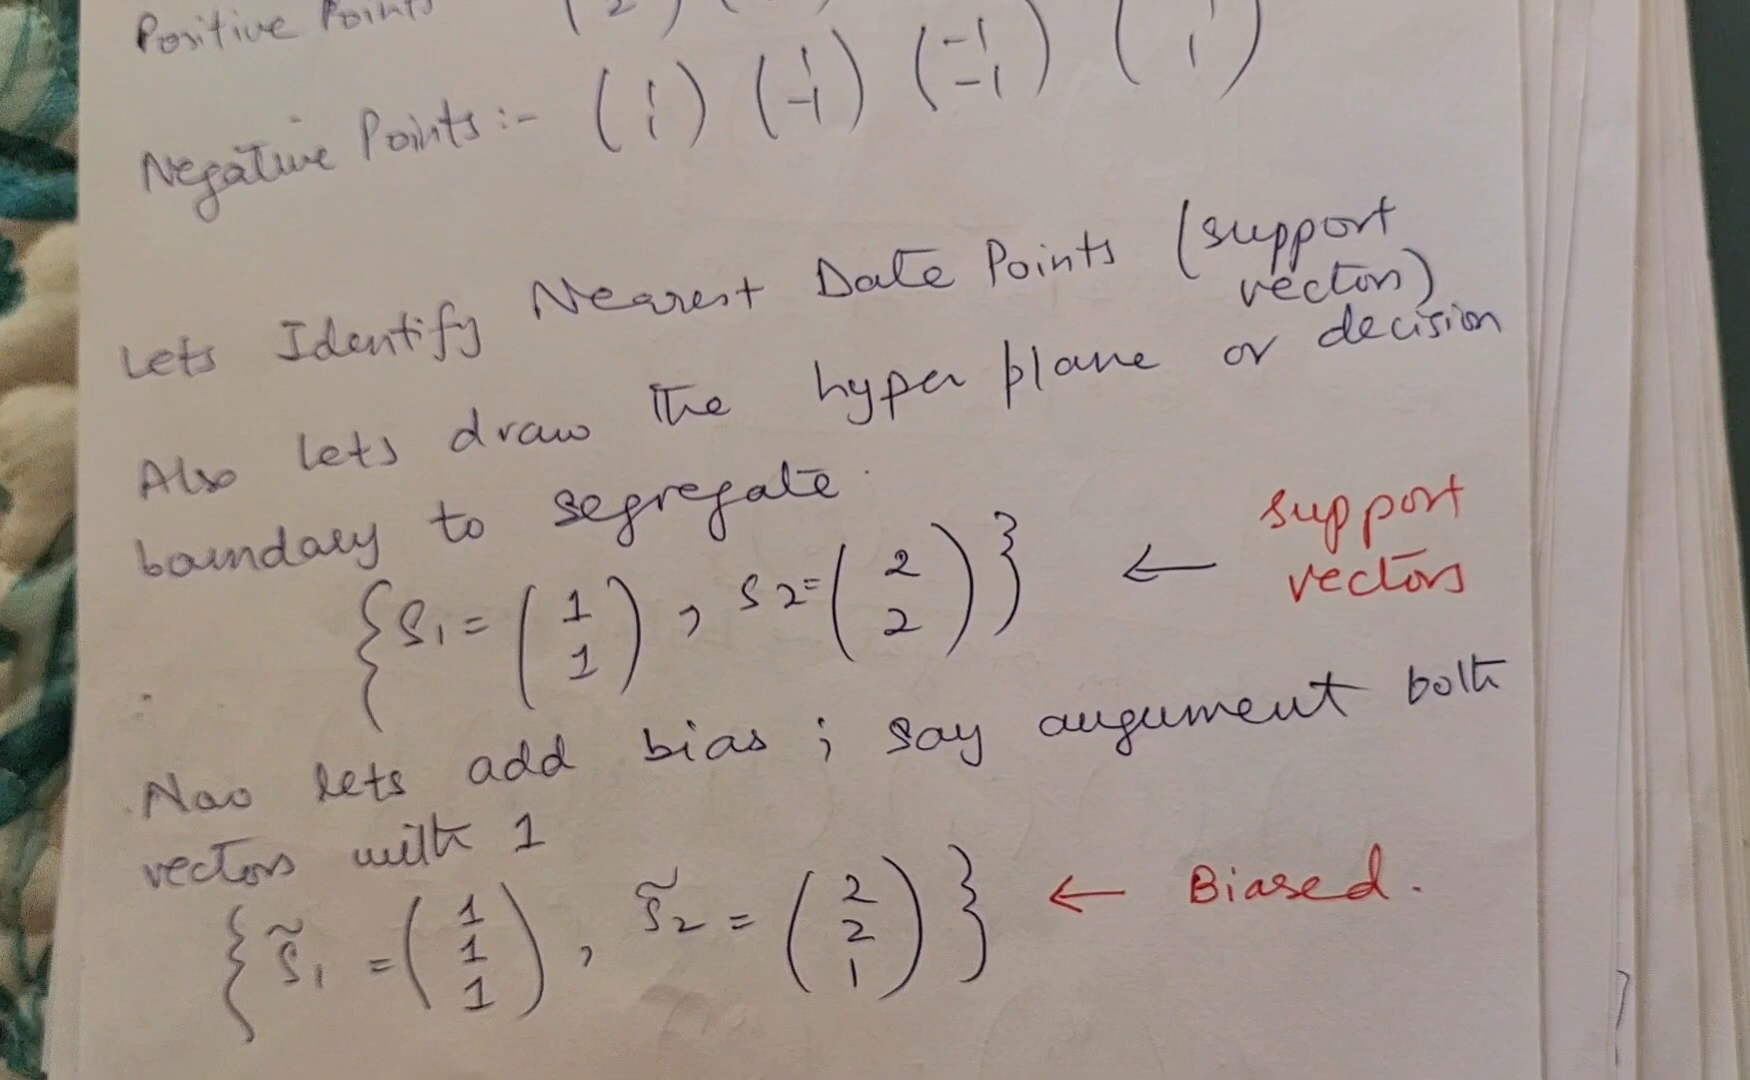 Positive Points
Negative Points :- (1 1) (1 -1) (-1 -1) ( 1)
Lets Identify Nearest Date Points (support vectors)
Also lets draw the hyper plane or decision
boundary to segregate.
{S1 = (1 1), S2 = (2 2)} ← support vectors
Now lets add bias ; say augument both
vectors with 1
{S̃1 = (1 1 1), S̃2 = (2 2 1)} ← Biased.